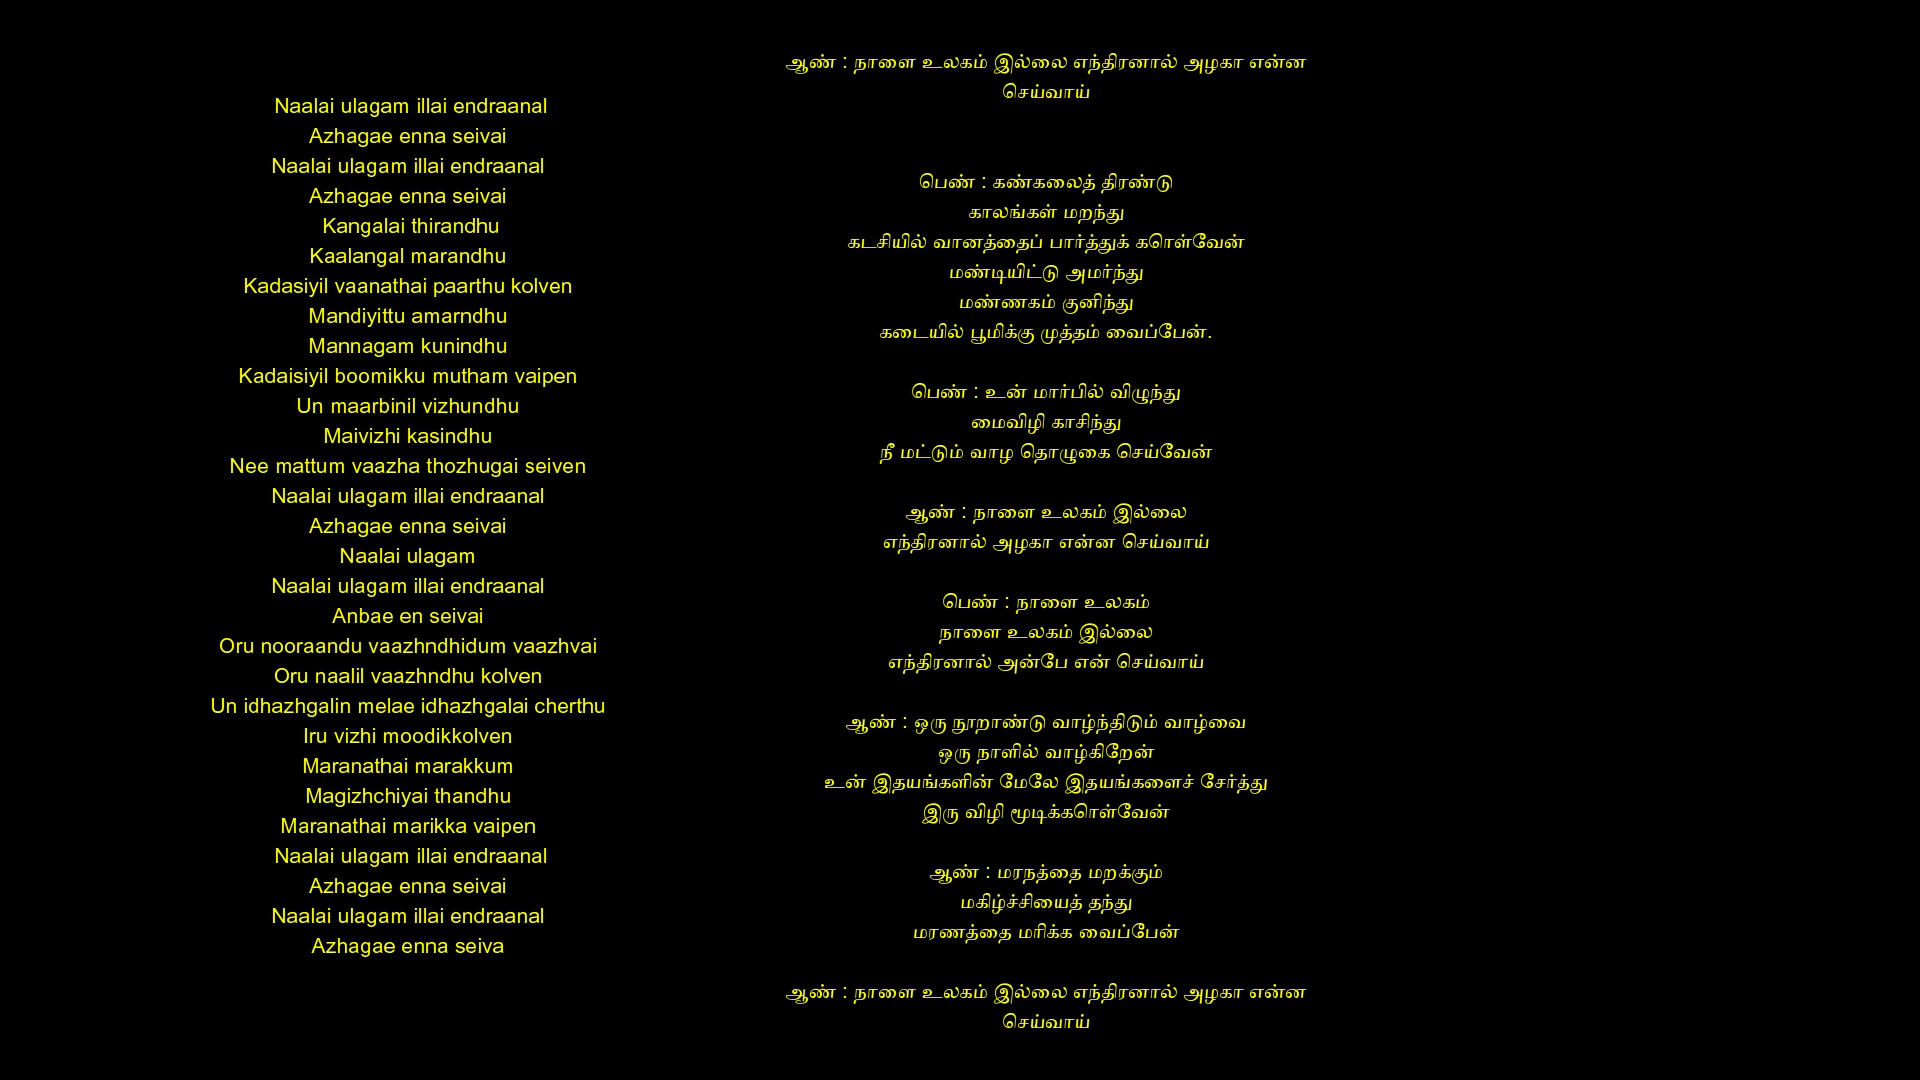 Naalai ulagam illai endraanal
Azhagae enna seivai
Naalai ulagam illai endraanal
Azhagae enna seivai
Kangalai thirandhu
Kaalangal marandhu
Kadasiyil vaanathai paarthu kolven
Mandiyittu amarndhu
Mannagam kunindhu
Kadaisiyil boomikku mutham vaipen
Un maarbinil vizhundhu
Maivizhi kasindhu
Nee mattum vaazha thozhugai seiven
Naalai ulagam illai endraanal
Azhagae enna seivai
Naalai ulagam
Naalai ulagam illai endraanal
Anbae en seivai
Oru nooraandu vaazhndhidum vaazhvai
Oru naalil vaazhndhu kolven
Un idhazhgalin melae idhazhgalai cherthu
Iru vizhi moodikkolven
Maranathai marakkum
Magizhchiyai thandhu
Maranathai marikka vaipen
Naalai ulagam illai endraanal
Azhagae enna seivai
Naalai ulagam illai endraanal
Azhagae enna seiva
ஆண் : நாளை உலகம் இல்லை எந்திரனால் அழகா என்ன
செய்வாய்
பெண் : கண்கலைத் திரண்டு
காலங்கள் மறந்து
கடசியில் வானத்தைப் பார்த்துக் கரொள்வேன்
மண்டியிட்டு அமர்ந்து
மண்ணகம் குனிந்து
கடையில் பூமிக்கு முத்தம் வைப்பேன்.
பெண் : உன் மார்பில் விழுந்து
மைவிழி காசிந்து
நீ மட்டும் வாழ தொழுகை செய்வேன்
ஆண் : நாளை உலகம் இல்லை
எந்திரனால் அழகா என்ன செய்வாய்
பெண் : நாளை உலகம்
நாளை உலகம் இல்லை
எந்திரனால் அன்பே என் செய்வாய்
ஆண் : ஒரு நூறாண்டு வாழ்ந்திடும் வாழ்வை
ஒரு நாளில் வாழ்கிறேன்
உன் இதயங்களின் மேலே இதயங்களைச் சேர்த்து
இரு விழி மூடிக்கரொள்வேன்
ஆண் : மரநத்தை மறக்கும்
மகிழ்ச்சியைத் தந்து
மரணத்தை மரிக்க வைப்பேன்
ஆண் : நாளை உலகம் இல்லை எந்திரனால் அழகா என்ன
செய்வாய்